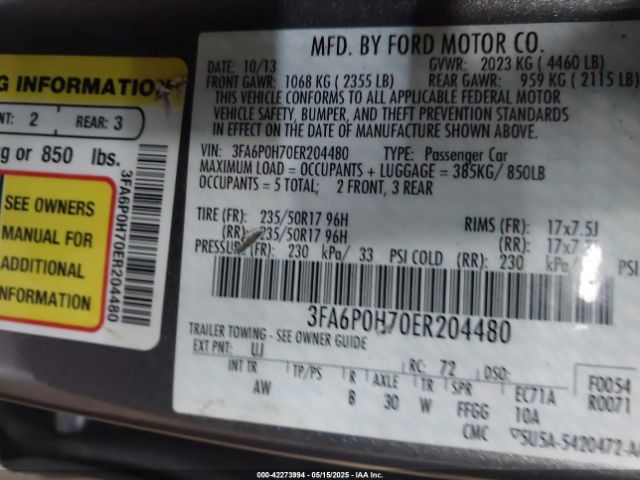 G INFORMATION
NT: 2 REAR: 3
kg or 850 lbs.
SEE OWNERS
MANUAL FOR
ADDITIONAL
INFORMATION
3FA6P0H70ER204480
MFD. BY FORD MOTOR CO.
DATE: 10/13 GVWR: 2023 KG ( 4460 LB)
FRONT GAWR: 1068 KG ( 2355 LB) REAR GAWR: 959 KG ( 2115 LB)
THIS VEHICLE CONFORMS TO ALL APPLICABLE FEDERAL MOTOR
VEHICLE SAFETY, BUMPER, AND THEFT PREVENTION STANDARDS
IN EFFECT ON THE DATE OF MANUFACTURE SHOWN ABOVE.
VIN: 3FA6P0H70ER204480 TYPE: Passenger Car
MAXIMUM LOAD = OCCUPANTS + LUGGAGE = 385KG/ 850LB
OCCUPANTS = 5 TOTAL; 2 FRONT, 3 REAR
TIRE (FR): 235/50R17 96H RIMS (FR): 17x7.5J
(RR): 235/50R17 96H (RR):
PRESSURE (FR): 230 kPa/ 33 PSI COLD (RR): 230 kPa/ PSI
3FA6P0H70ER204480
TRAILER TOWING - SEE OWNER GUIDE
EXT PNT: UJ RC: 72 DSO:
INT TR TP/PS R AXLE TR SPR EC71A F0054
AW B 30 W FFGG 10A R0071
CMC
000-42273994 - 05/15/2025 - IAA Inc.